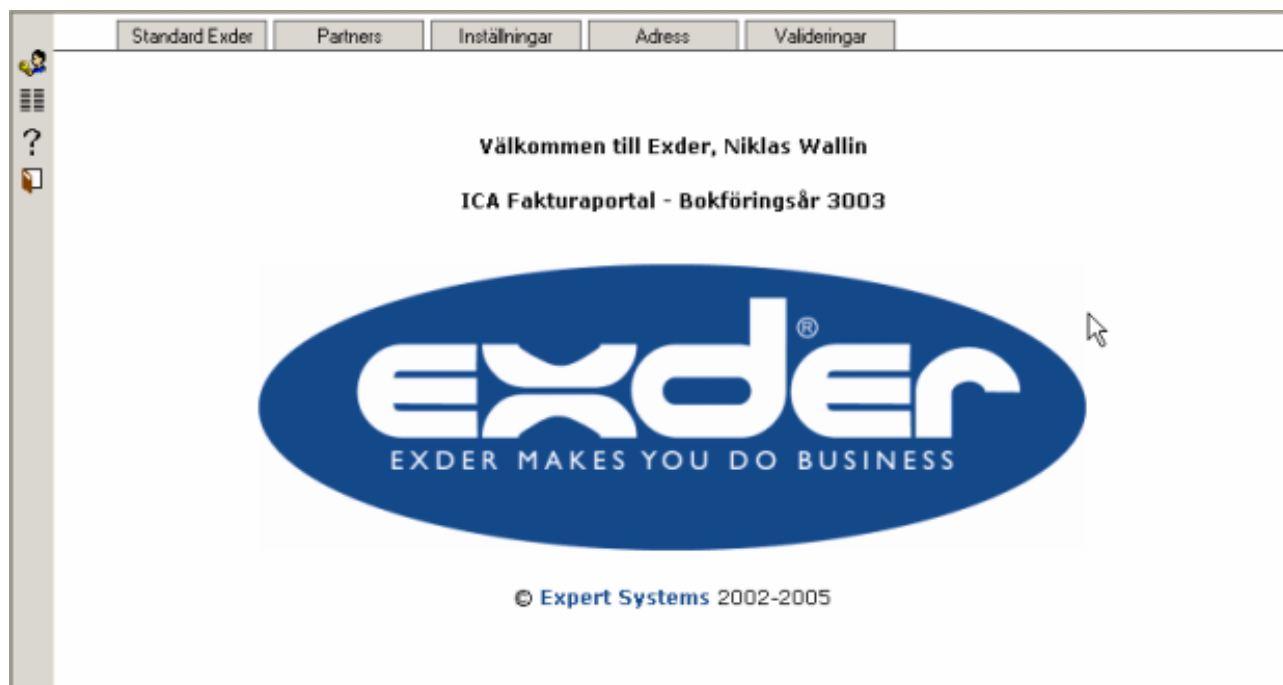 Standard Exder Partners Inställningar Adress Valideringar
?
Välkommen till Exder, Niklas Wallin
ICA Fakturaportal - Bokföringsår 3003
exder®
EXDER MAKES YOU DO BUSINESS
© Expert Systems 2002-2005